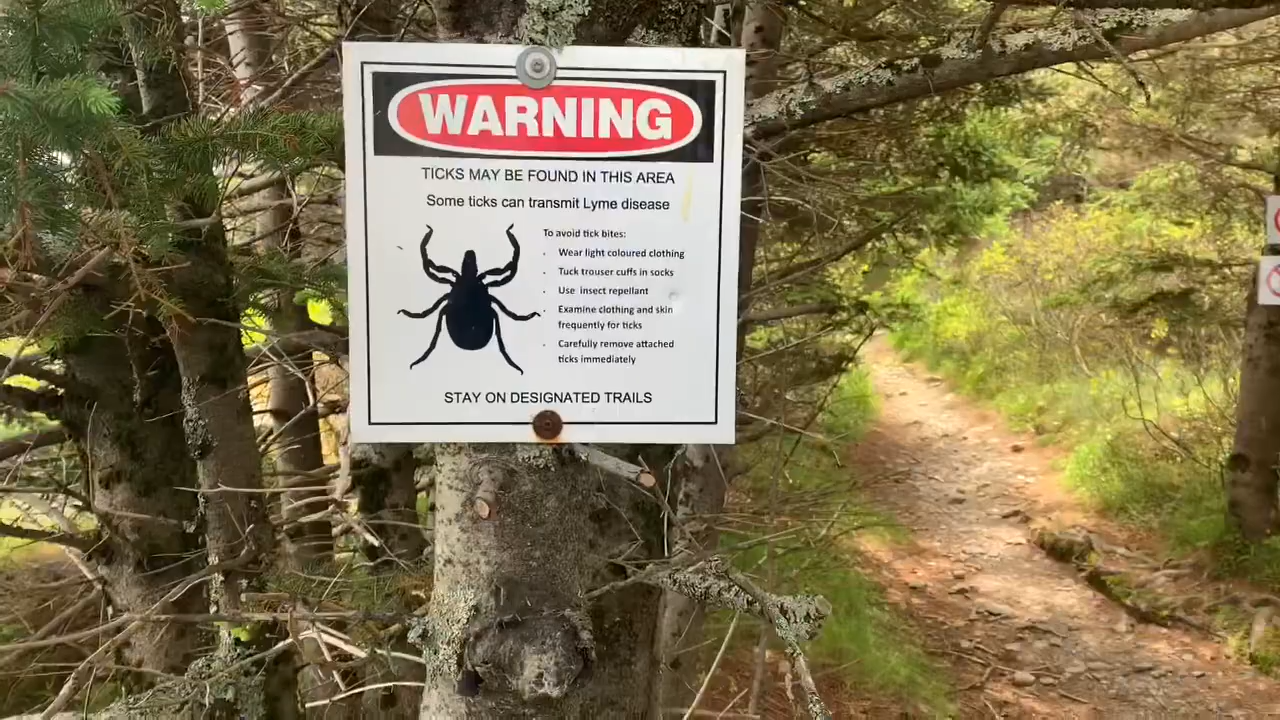 WARNING
TICKS MAY BE FOUND IN THIS AREA
Some ticks can transmit Lyme disease
To avoid tick bites:
· Wear light coloured clothing
· Tuck trouser cuffs in socks
· Use insect repellant
· Examine clothing and skin
frequently for ticks
· Carefully remove attached
ticks immediately
STAY ON DESIGNATED TRAILS